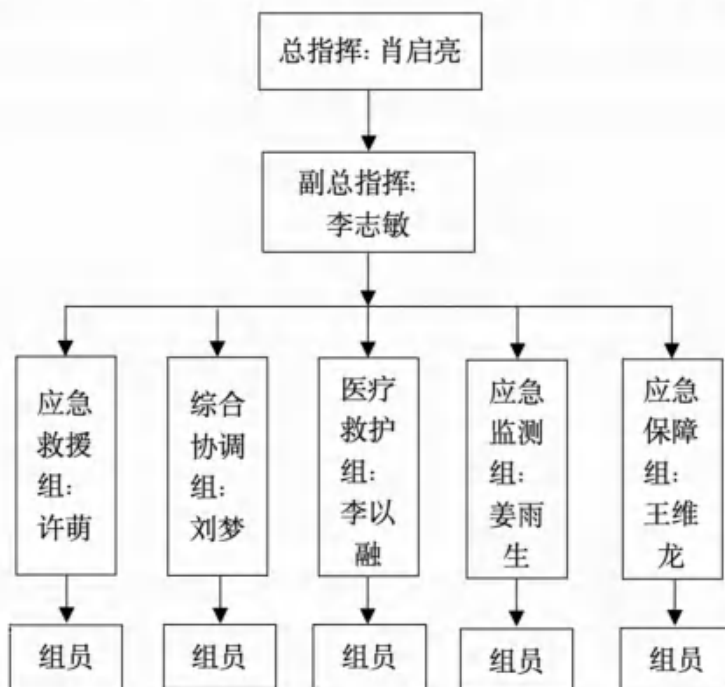 总指挥：肖启亮
副总指挥：
李志敏
应急
救援
组：
许萌
综合
协调
组：
刘梦
医疗
救护
组：
李以
融
应急
监测
组：
姜雨
生
应急
保障
组：
王维
龙
组员
组员
组员
组员
组员